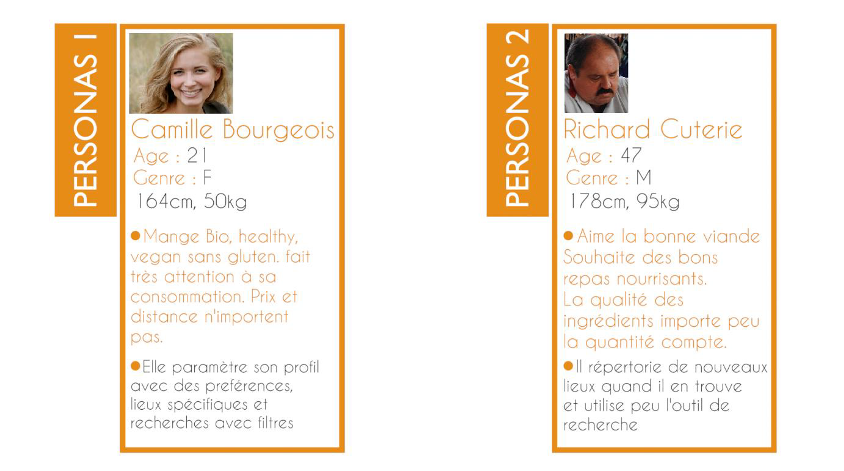 PERSONAS 1
Camille Bourgeois
Age : 21
Genre : F
164cm, 50kg
Mange Bio, healthy,
vegan sans gluten. fait
très attention à sa
consommation. Prix et
distance n'importent
pas.
Elle paramètre son profil
avec des preférences,
lieux spécifiques et
recherches avec filtres
PERSONAS 2
Richard Cuterie
Age : 47
Genre : M
178cm, 95kg
Aime la bonne viande
Souhaite des bons
repas nourrisants.
La qualité des
ingrédients importe peu
la quantité compte.
Il répertorie de nouveaux
lieux quand il en trouve
et utilise peu l'outil de
recherche